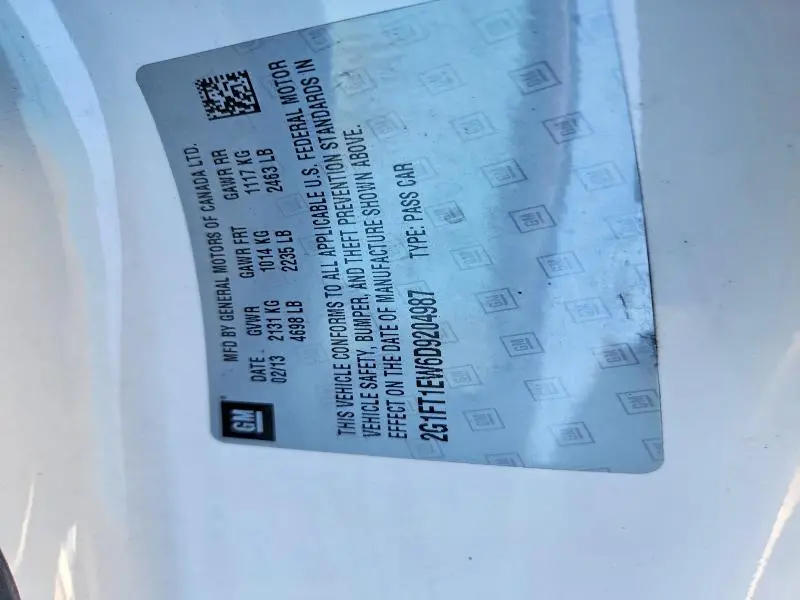 GM
MFD BY GENERAL MOTORS OF CANADA LTD.
DATE. GVWR GAWR FRT GAWR RR
02/13 2131 KG 1014 KG 1117 KG
4698 LB 2235 LB 2463 LB
THIS VEHICLE CONFORMS TO ALL APPLICABLE U.S. FEDERAL MOTOR
VEHICLE SAFETY, BUMPER, AND THEFT PREVENTION STANDARDS IN
EFFECT ON THE DATE OF MANUFACTURE SHOWN ABOVE.
2G1FT1EW6D9204987 TYPE: PASS CAR